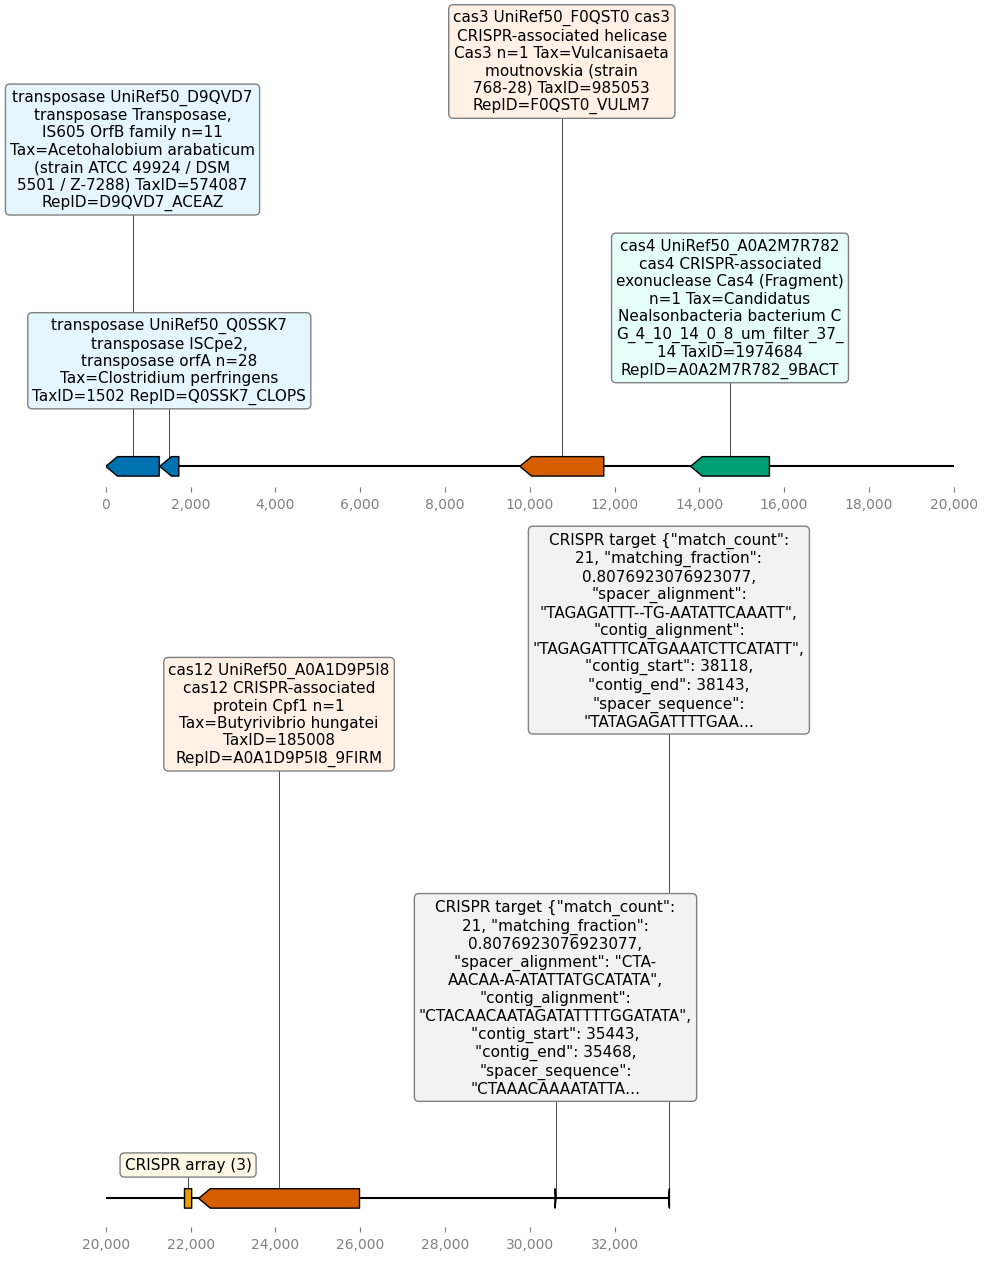 cas3 UniRef50_F0QST0 cas3
CRISPR-associated helicase
Cas3 n=1 Tax=Vulcanisaeta
moutnovskia (strain
768-28) TaxID=985053
RepID=F0QST0_VULM7
transposase UniRef50_D9QVD7
transposase Transposase,
IS605 OrfB family n=11
Tax=Acetohalobium arabaticum
(strain ATCC 49924 / DSM
5501 / Z-7288) TaxID=574087
RepID=D9QVD7_ACEAZ
cas4 UniRef50_A0A2M7R782
cas4 CRISPR-associated
exonuclease Cas4 (Fragment)
n=1 Tax=Candidatus
Nealsonbacteria bacterium C
G_4_10_14_0_8_um_filter_37_
14 TaxID=1974684
RepID=A0A2M7R782_9BACT
transposase UniRef50_Q0SSK7
transposase ISCpe2,
transposase orfA n=28
Tax=Clostridium perfringens
TaxID=1502 RepID=Q0SSK7_CLOPS
0 2,000 4,000 6,000 8,000 10,000 12,000 14,000 16,000 18,000 20,000
CRISPR target {"match_count":
21, "matching_fraction":
0.8076923076923077,
"spacer_alignment":
"TAGAGATTT--TG-AATATTCAAATT",
"contig_alignment":
"TAGAGATTTCATGAAATCTTCATATT",
"contig_start": 38118,
"contig_end": 38143,
"spacer_sequence":
"TATAGAGATTTTGAA...
cas12 UniRef50_A0A1D9P5I8
cas12 CRISPR-associated
protein Cpf1 n=1
Tax=Butyrivibrio hungatei
TaxID=185008
RepID=A0A1D9P5I8_9FIRM
CRISPR target {"match_count":
21, "matching_fraction":
0.8076923076923077,
"spacer_alignment": "CTA-
AACAA-A-ATATTATGCATATA",
"contig_alignment":
"CTACAACAATAGATATTTTGGATATA",
"contig_start": 35443,
"contig_end": 35468,
"spacer_sequence":
"CTAAACAAAATATTA...
CRISPR array (3)
20,000 22,000 24,000 26,000 28,000 30,000 32,000